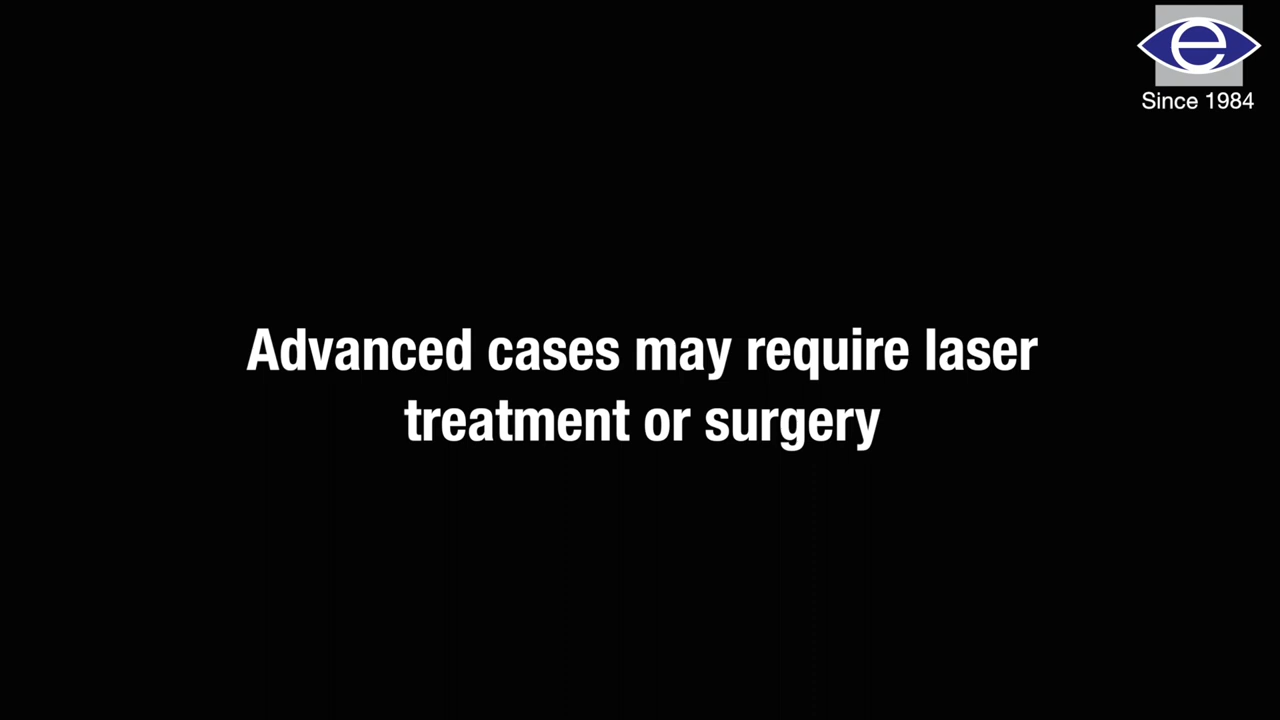 e
Since 1984
Advanced cases may require laser
treatment or surgery